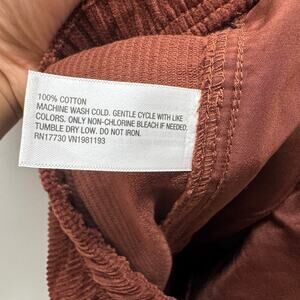 100% COTTON
MACHINE WASH COLD. GENTLE CYCLE WITH LIKE
COLORS. ONLY NON-CHLORINE BLEACH IF NEEDED.
TUMBLE DRY LOW. DO NOT IRON.
RN17730 VN1981193